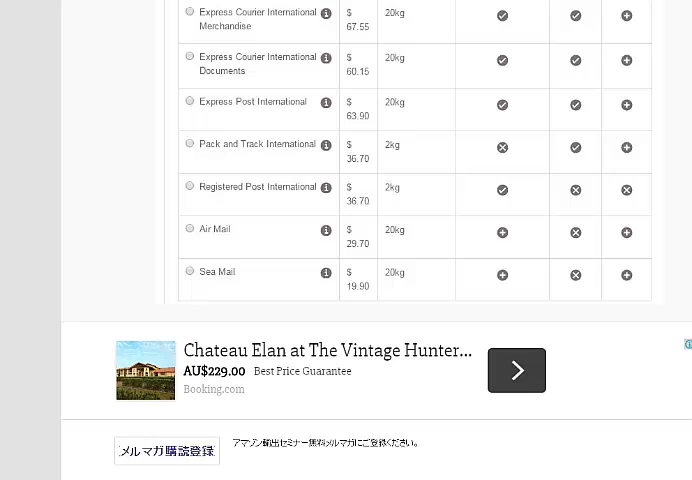 Express Courier International
Merchandise
$
67.55
20kg
Express Courier International
Documents
$
60.15
20kg
Express Post International
$
63.90
20kg
Pack and Track International
$
36.70
2kg
Registered Post International
$
36.70
2kg
Air Mail
$
29.70
20kg
Sea Mail
$
19.90
20kg
Chateau Elan at The Vintage Hunter...
AU$229.00 Best Price Guarantee
Booking.com
メルマガ購読登録
アマゾン輸出セミナー無料メルマガにご登録ください。